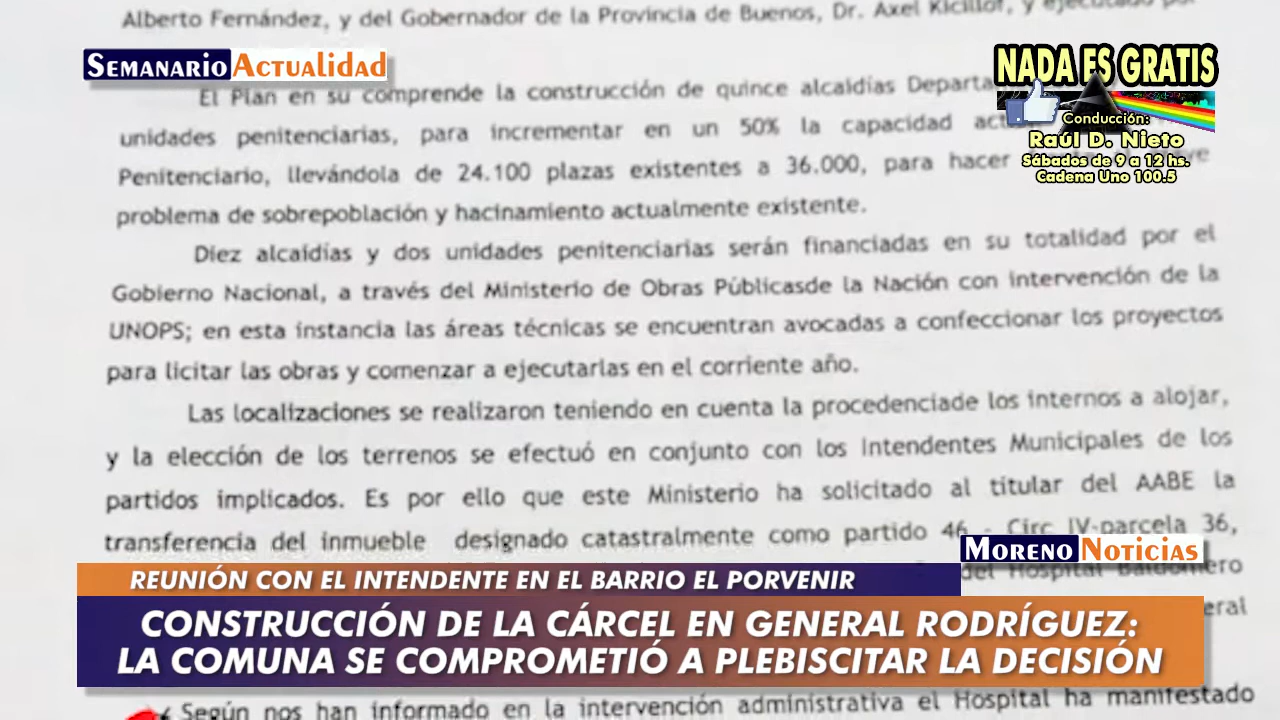 Alberto Fernández, y del Gobernador de la Provincia de Buenos, Dr. Axel Kicillof, y ejecutado por
SEMANARIO ACTUALIDAD
NADA ES GRATIS
Conducción:
Raúl D. Nieto
Sábados de 9 a 12 hs.
Cadena Uno 100.5
El Plan en su comprende la construcción de quince alcaidías
unidades penitenciarias, para incrementar en un 50% la capacidad
Penitenciario, llevándola de 24.100 plazas existentes a 36.000, para hacer
problema de sobrepoblación y hacinamiento actualmente existente.
Diez alcaidías y dos unidades penitenciarias serán financiadas en su totalidad por el
Gobierno Nacional, a través del Ministerio de Obras Públicasde la Nación con intervención de la
UNOPS; en esta instancia las áreas técnicas se encuentran avocadas a confeccionar los proyectos
para licitar las obras y comenzar a ejecutarlas en el corriente año.
Las localizaciones se realizaron teniendo en cuenta la procedenciade los internos a alojar,
y la elección de los terrenos se efectuó en conjunto con los Intendentes Municipales de los
partidos implicados. Es por ello que este Ministerio ha solicitado al titular del AABE la
transferencia del inmueble designado catastralmente como partido 46 - Circ IV-parcela 36,
MORENO NOTICIAS
del Hospital Baldomero
REUNIÓN CON EL INTENDENTE EN EL BARRIO EL PORVENIR
CONSTRUCCIÓN DE LA CÁRCEL EN GENERAL RODRÍGUEZ:
LA COMUNA SE COMPROMETIÓ A PLEBISCITAR LA DECISIÓN
Según nos han informado en la intervención administrativa el Hospital ha manifestado